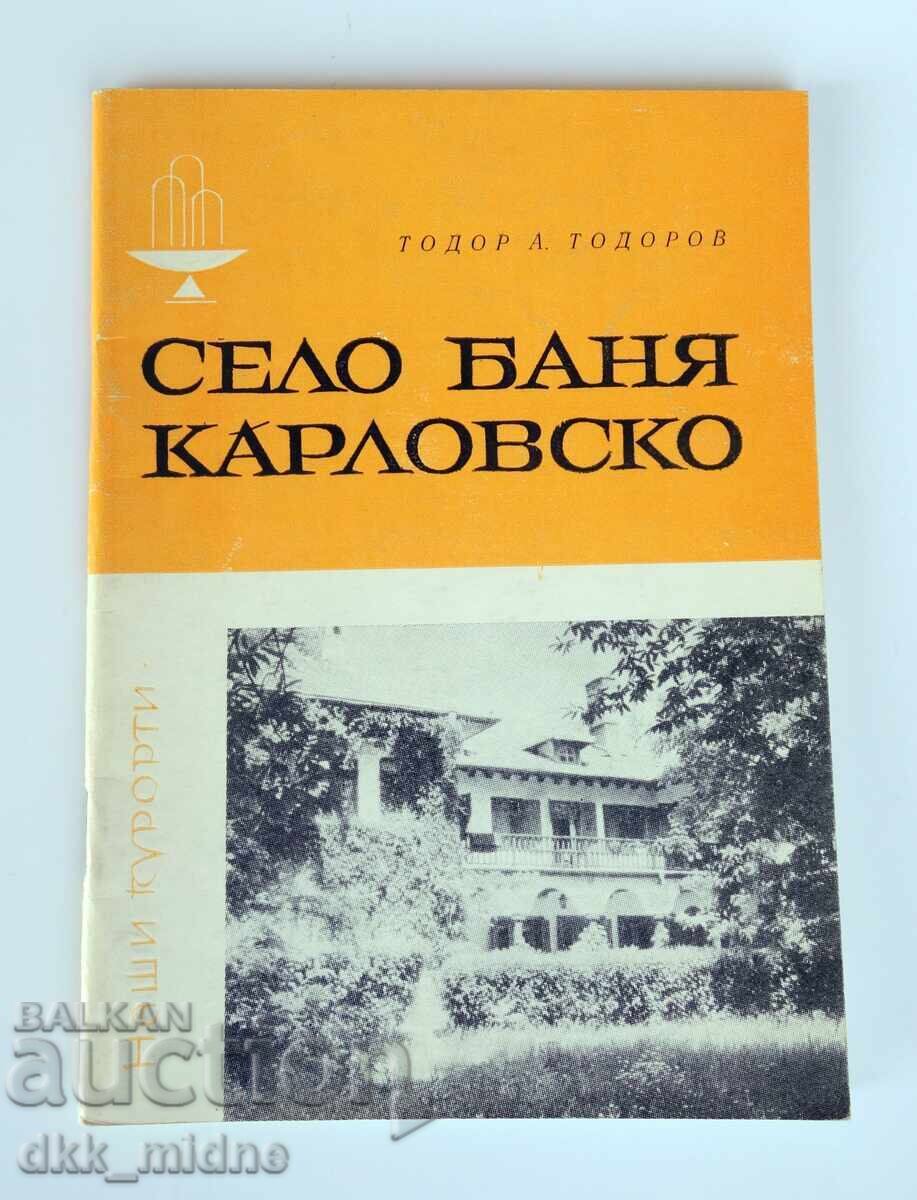 ТОДОР А. ТОДОРОВ
СЕЛО БАНЯ
КАРЛОВСКО
НАШИ КУРОРТИ
BALKAN
auction
dkk_midne